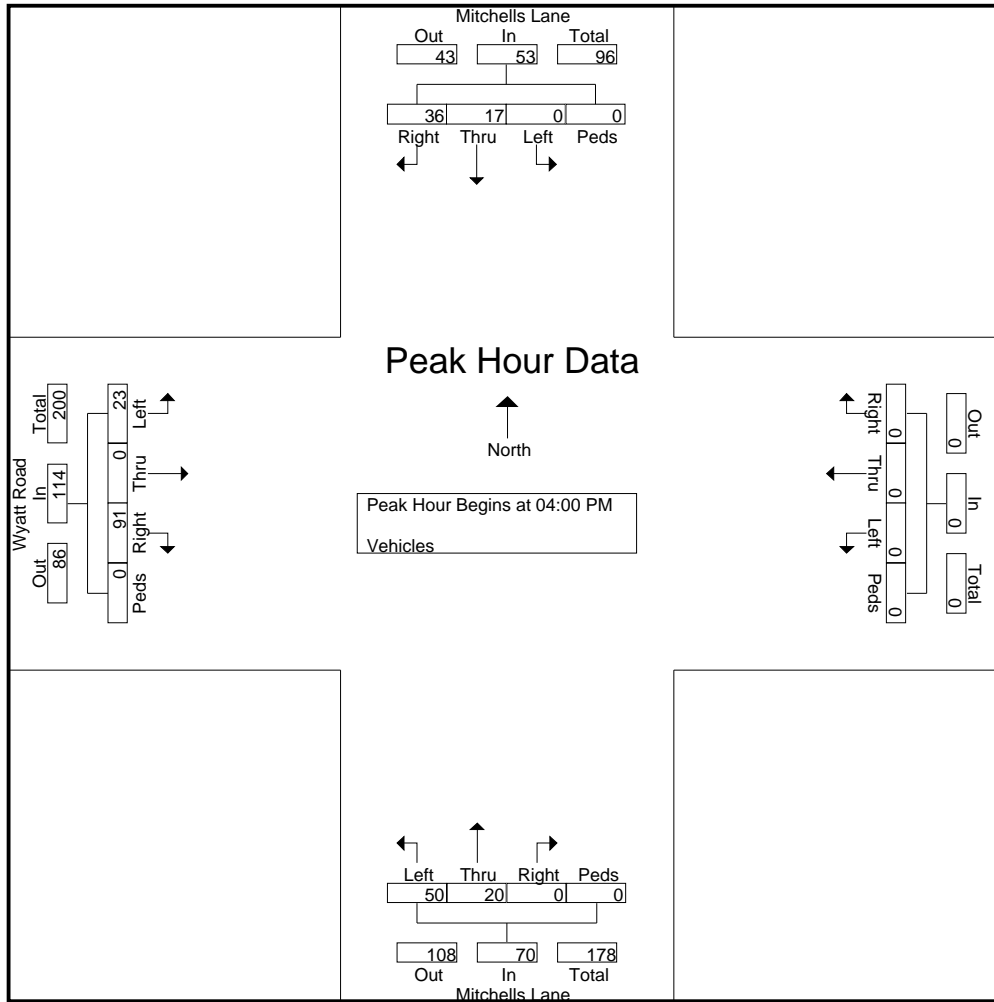 Mitchells Lane
Out In Total
43 53 96
36 17 0 0
Right Thru Left Peds
Peak Hour Data
North
Peak Hour Begins at 04:00 PM
Vehicles
Wyatt Road
Total In Out
200 114 86
23 0 91 0
Left Thru Right Peds
Right Thru Left Peds
0 0 0 0
Out In Total
0 0 0
Left Thru Right Peds
50 20 0 0
108 70 178
Out In Total
Mitchells Lane